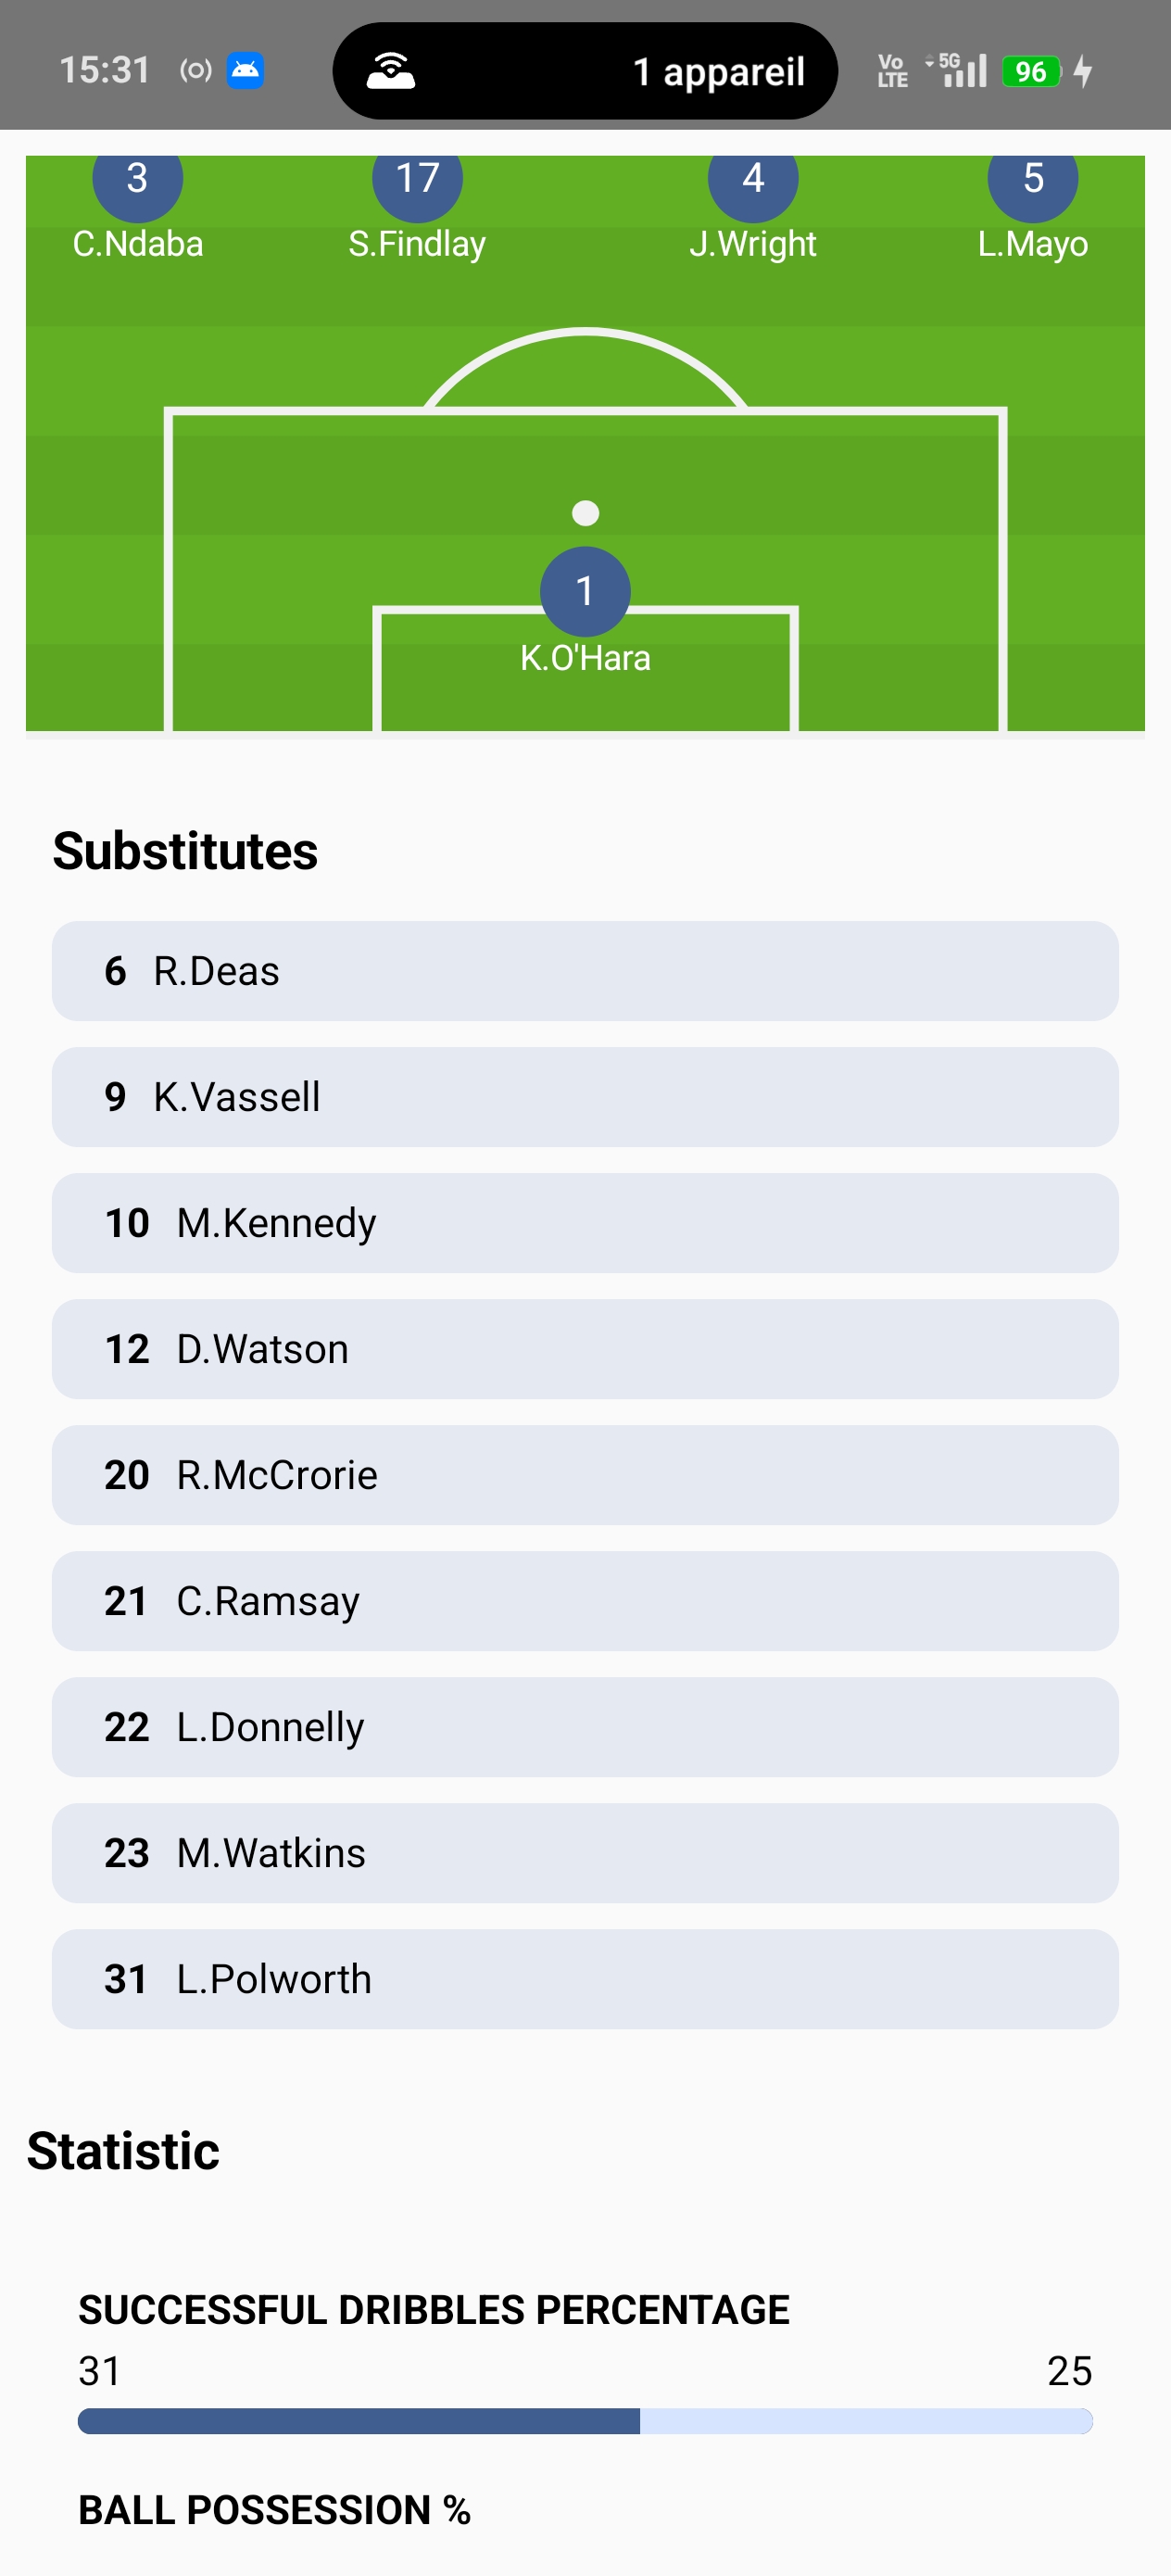 15:31 1 appareil Vo LTE 5G 96
3 17 4 5
C.Ndaba S.Findlay J.Wright L.Mayo
1
K.O'Hara
Substitutes
6 R.Deas
9 K.Vassell
10 M.Kennedy
12 D.Watson
20 R.McCrorie
21 C.Ramsay
22 L.Donnelly
23 M.Watkins
31 L.Polworth
Statistic
SUCCESSFUL DRIBBLES PERCENTAGE
31 25
BALL POSSESSION %